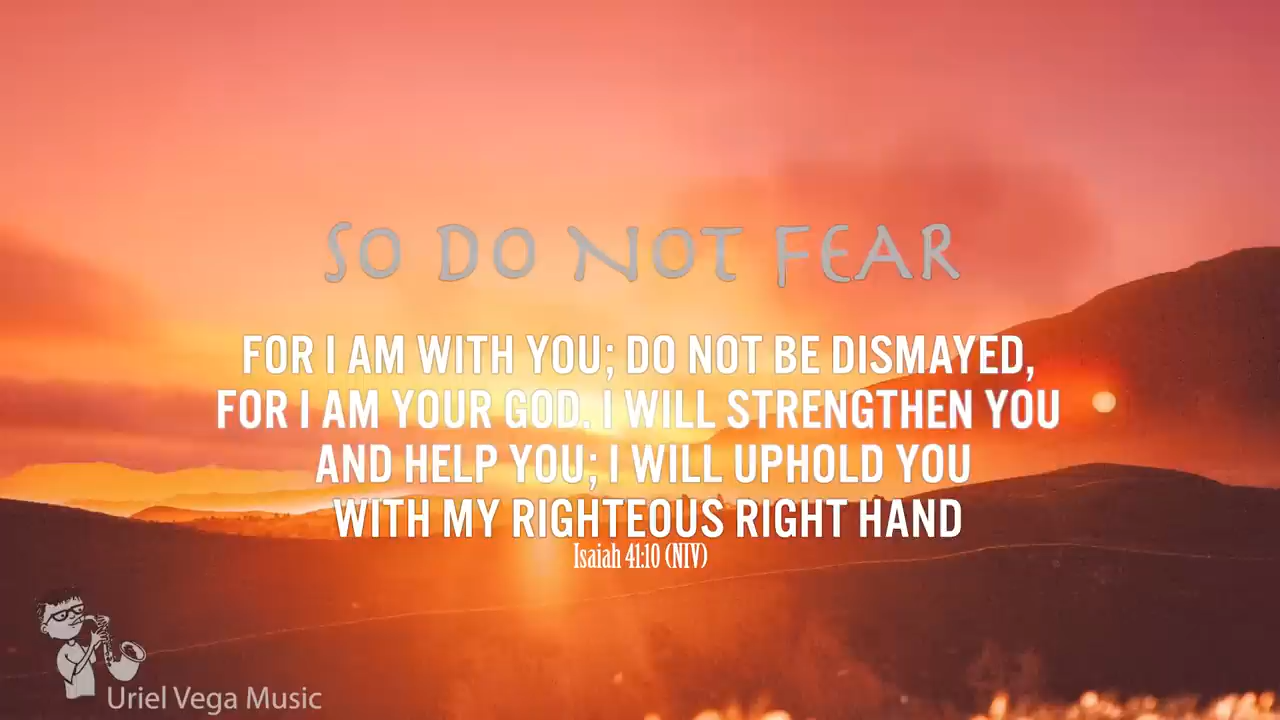 SO DO NOT FEAR
FOR I AM WITH YOU; DO NOT BE DISMAYED,
FOR I AM YOUR GOD. I WILL STRENGTHEN YOU
AND HELP YOU; I WILL UPHOLD YOU
WITH MY RIGHTEOUS RIGHT HAND
Isaiah 41:10 (NIV)
Uriel Vega Music